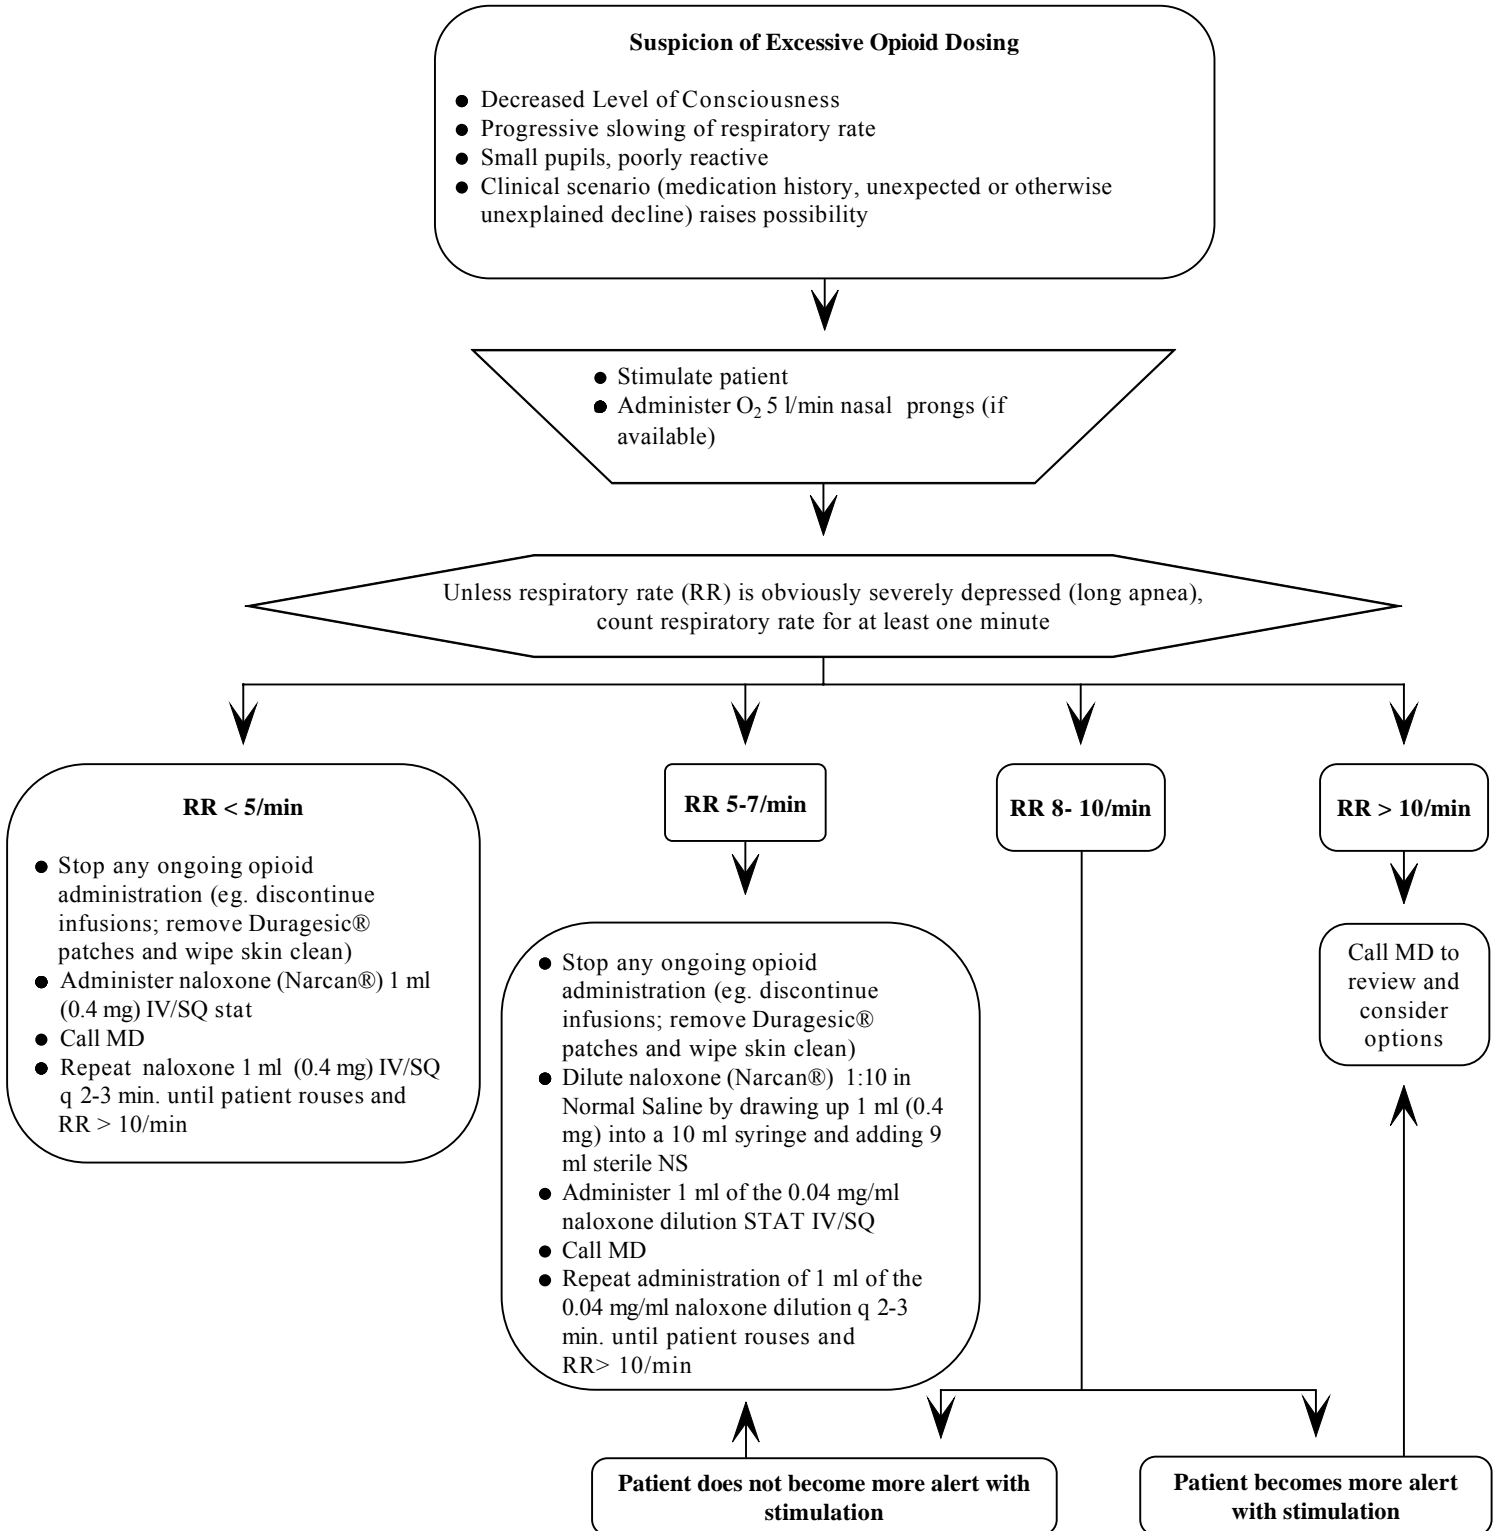 Suspicion of Excessive Opioid Dosing
● Decreased Level of Consciousness
● Progressive slowing of respiratory rate
● Small pupils, poorly reactive
● Clinical scenario (medication history, unexpected or otherwise
unexplained decline) raises possibility
● Stimulate patient
● Administer O₂ 5 l/min nasal prongs (if
available)
Unless respiratory rate (RR) is obviously severely depressed (long apnea),
count respiratory rate for at least one minute
RR < 5/min
● Stop any ongoing opioid
administration (eg. discontinue
infusions; remove Duragesic®
patches and wipe skin clean)
● Administer naloxone (Narcan®) 1 ml
(0.4 mg) IV/SQ stat
● Call MD
● Repeat naloxone 1 ml (0.4 mg) IV/SQ
q 2-3 min. until patient rouses and
RR > 10/min
RR 5-7/min
● Stop any ongoing opioid
administration (eg. discontinue
infusions; remove Duragesic®
patches and wipe skin clean)
● Dilute naloxone (Narcan®) 1:10 in
Normal Saline by drawing up 1 ml (0.4
mg) into a 10 ml syringe and adding 9
ml sterile NS
● Administer 1 ml of the 0.04 mg/ml
naloxone dilution STAT IV/SQ
● Call MD
● Repeat administration of 1 ml of the
0.04 mg/ml naloxone dilution q 2-3
min. until patient rouses and
RR> 10/min
RR 8- 10/min
RR > 10/min
Call MD to
review and
consider
options
Patient does not become more alert with
stimulation
Patient becomes more alert
with stimulation